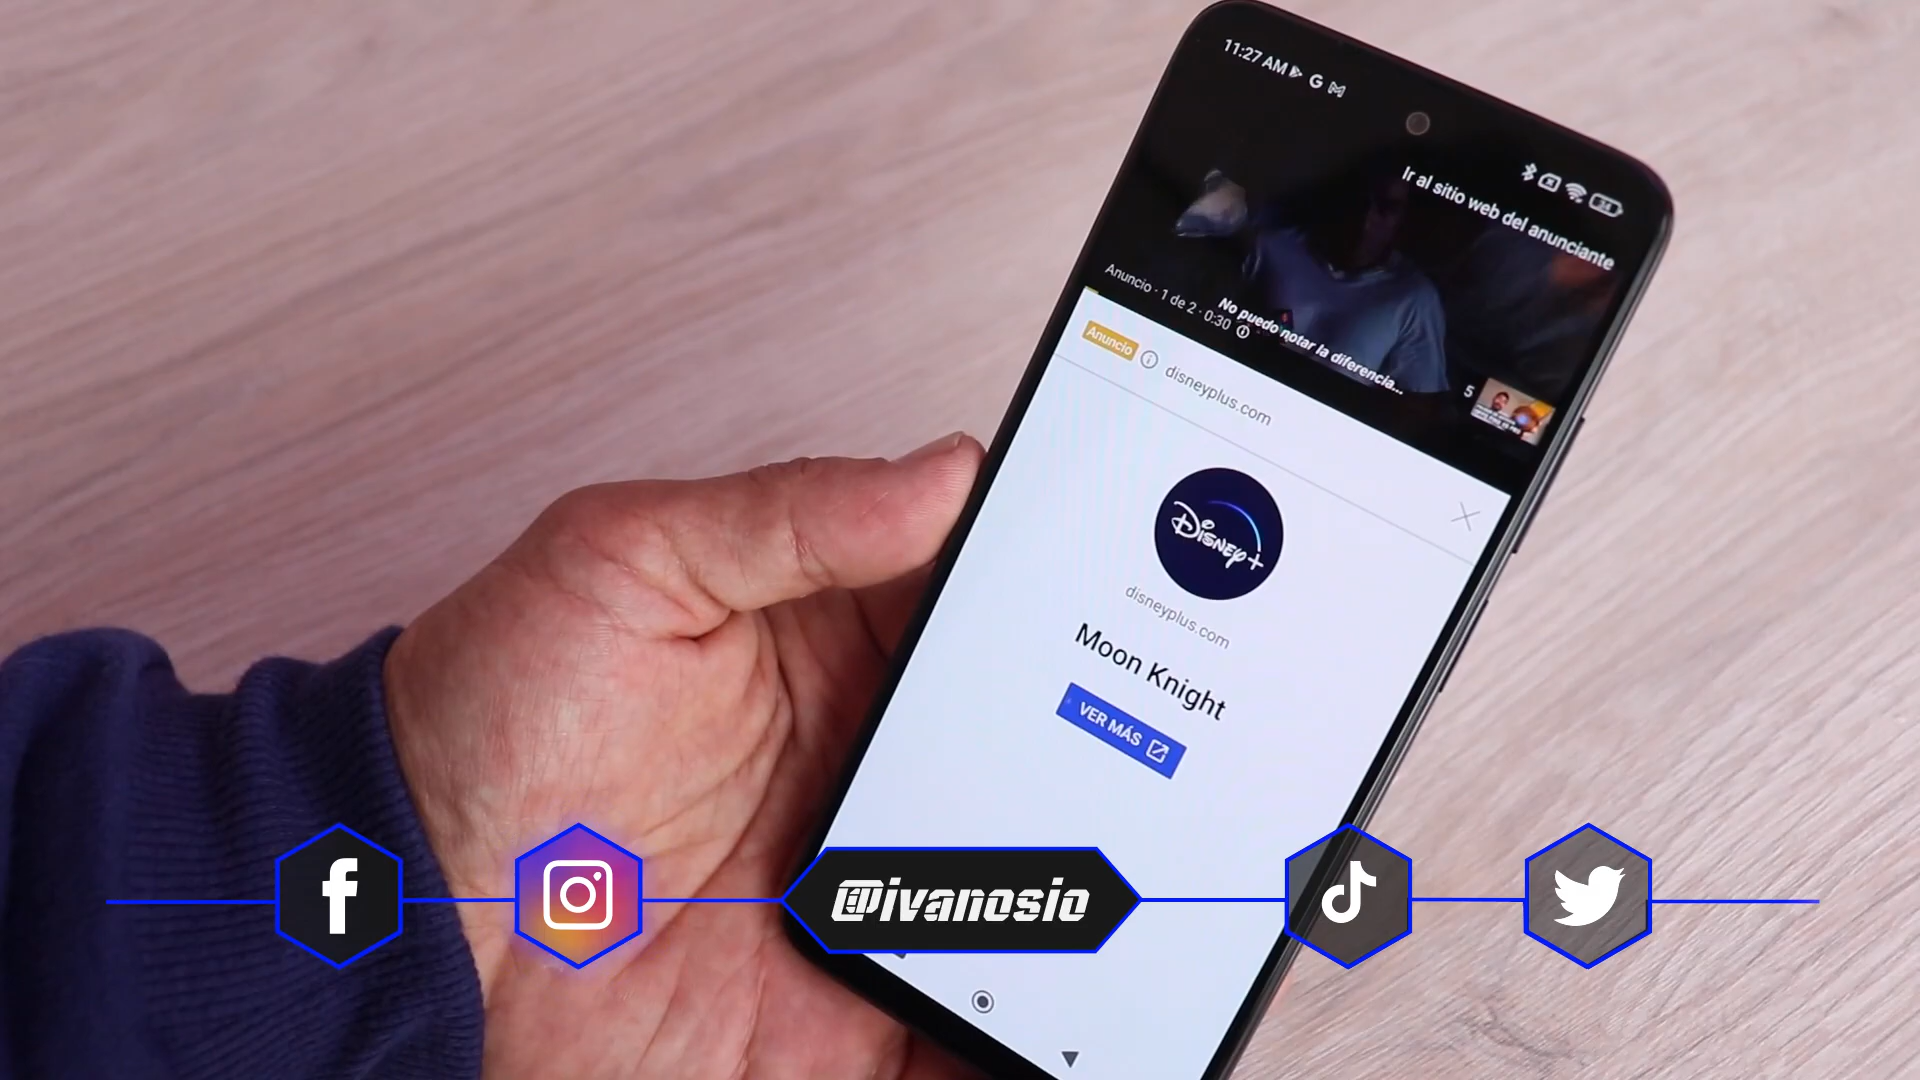 11:27 AM
34
Ir al sitio web del anunciante
No puedo notar la diferencia...
Anuncio · 1 de 2 · 0:30
5
Anuncio
disneyplus.com
Disney+
disneyplus.com
Moon Knight
VER MÁS
@ivanosio